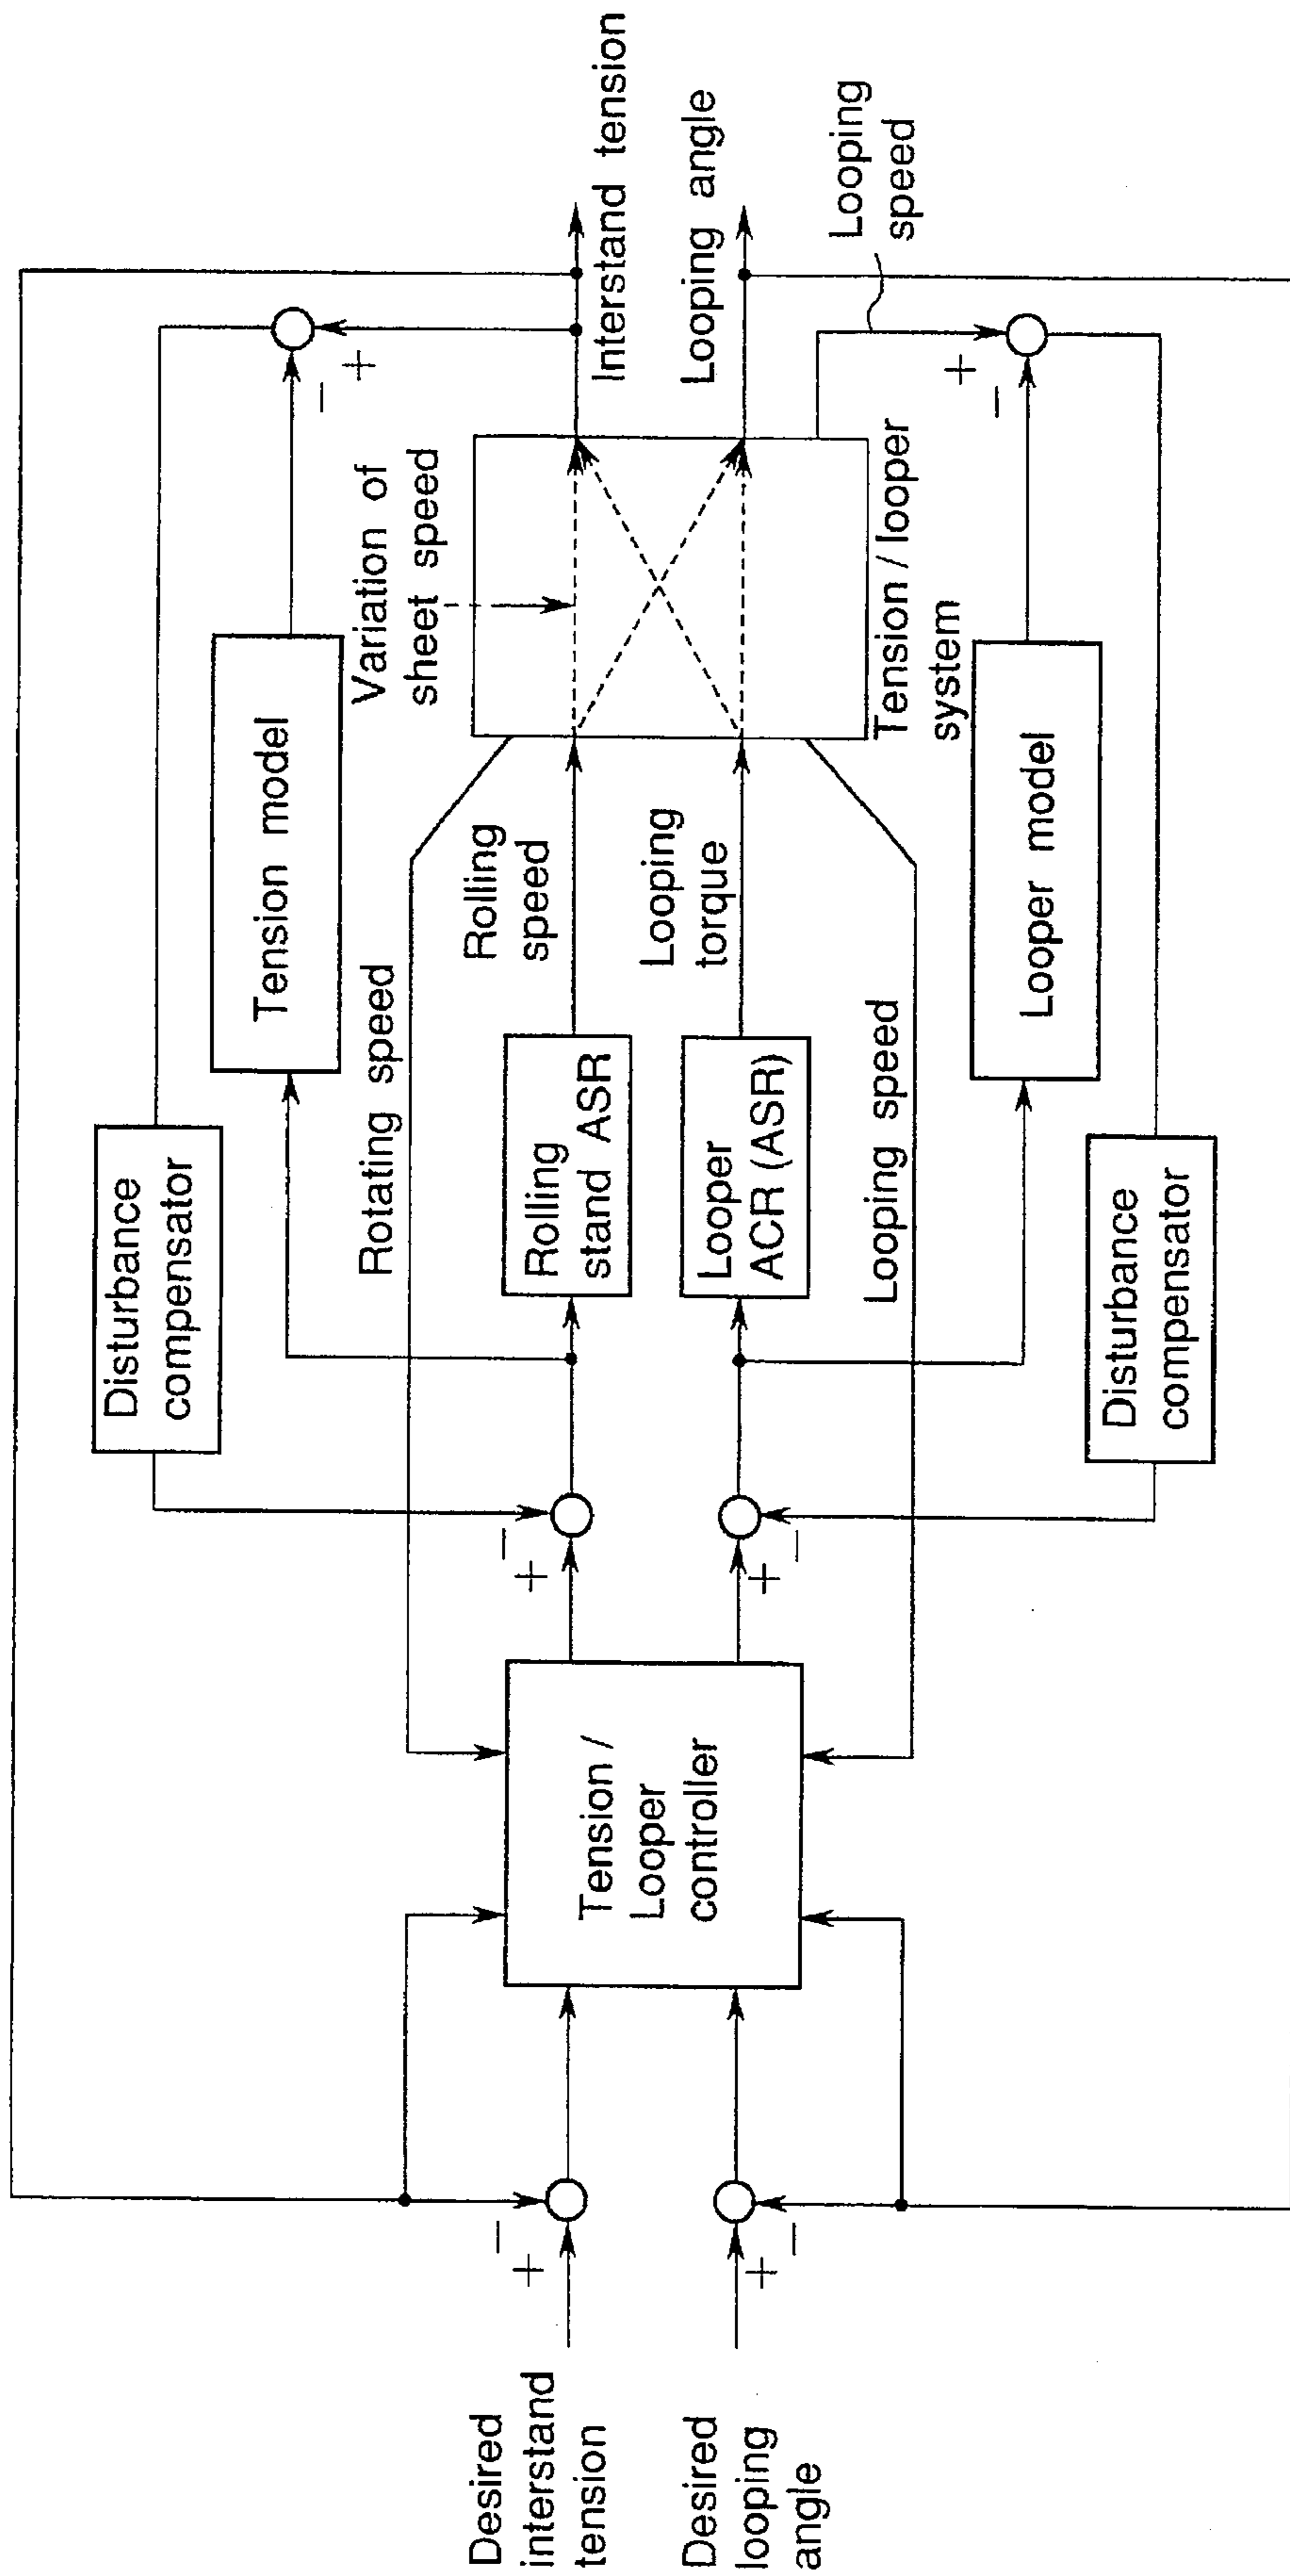 Desired
interstand
tension
Desired
looping
angle
+
−
+
−
Tension /
Looper
controller
+
−
+
−
Disturbance
compensator
Rotating speed
Rolling
stand ASR
Looper
ACR (ASR)
Looping speed
Disturbance
compensator
Tension model
Rolling
speed
Looping
torque
Looper model
Variation of
sheet speed
Tension / looper
system
−
+
+
−
Interstand tension
Looping angle
Looping
speed